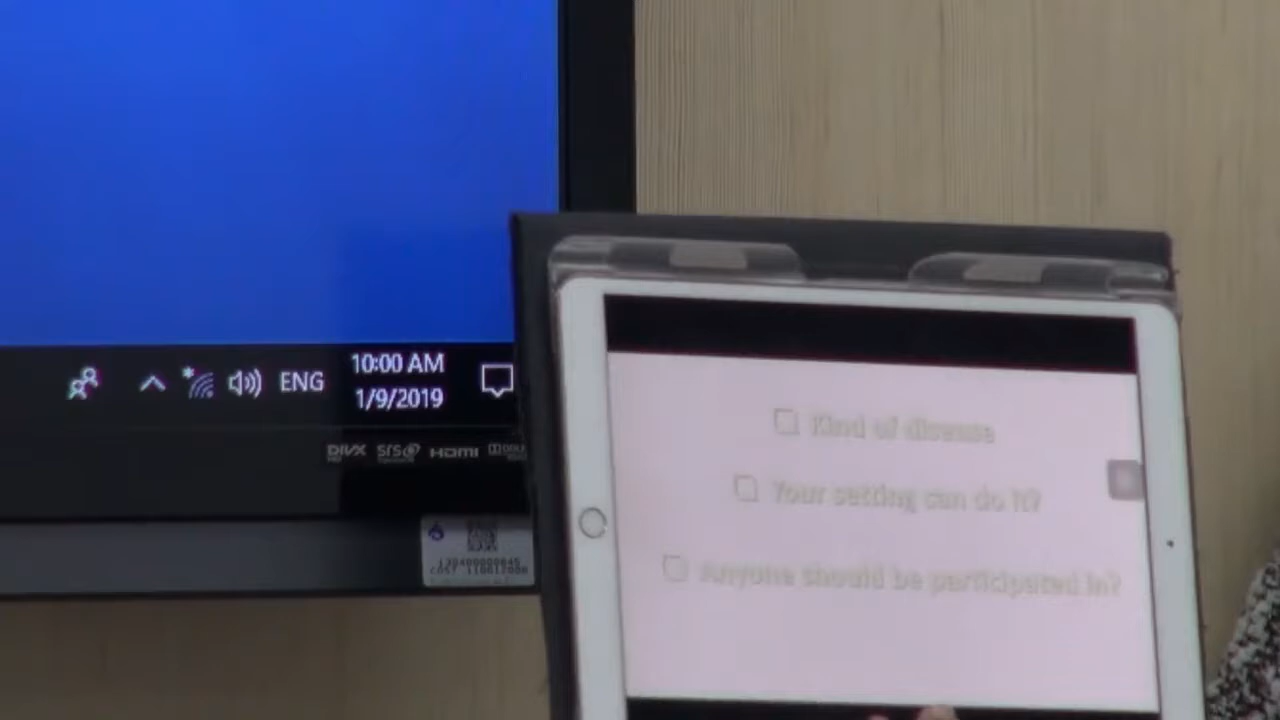 ENG
10:00 AM
1/9/2019
DIVX
SRS
HDMI
Kind of disease
Your setting can do it?
Anyone should be participated in?